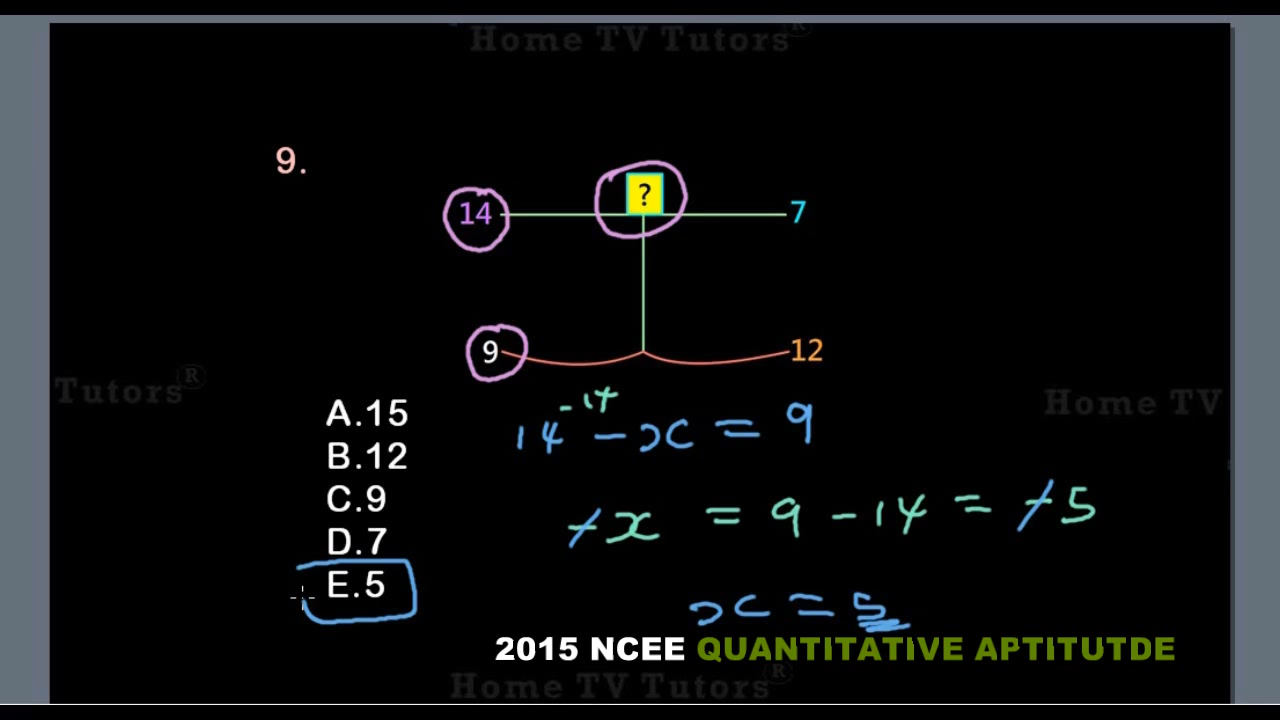 Home TV Tutors®
9.
14 ? 7
9 12
Tutors®
Home TV
A.15
B.12
C.9
D.7
E.5
14 -14 - x = 9
-x = 9 - 14 = -5
x = 5
2015 NCEE QUANTITATIVE APTITUTDE
Home TV Tutors®